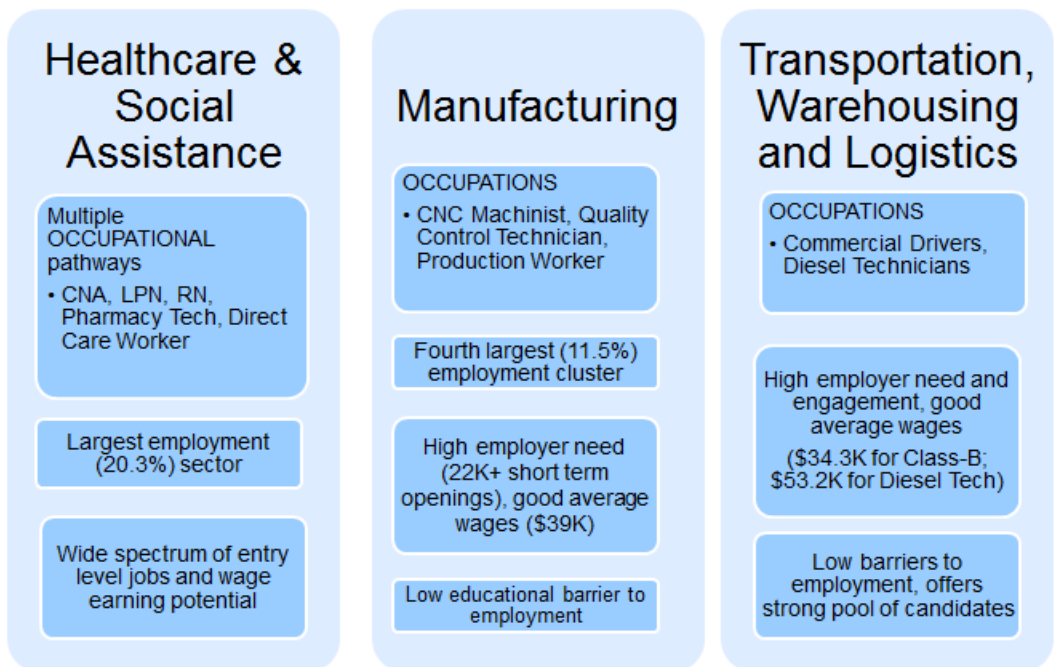 Healthcare &
Social
Assistance
Multiple
OCCUPATIONAL
pathways
• CNA, LPN, RN,
Pharmacy Tech, Direct
Care Worker
Largest employment
(20.3%) sector
Wide spectrum of entry
level jobs and wage
earning potential
Manufacturing
OCCUPATIONS
• CNC Machinist, Quality
Control Technician,
Production Worker
Fourth largest (11.5%)
employment cluster
High employer need
(22K+ short term
openings), good average
wages ($39K)
Low educational barrier to
employment
Transportation,
Warehousing
and Logistics
OCCUPATIONS
• Commercial Drivers,
Diesel Technicians
High employer need and
engagement, good
average wages
($34.3K for Class-B;
$53.2K for Diesel Tech)
Low barriers to
employment, offers
strong pool of candidates